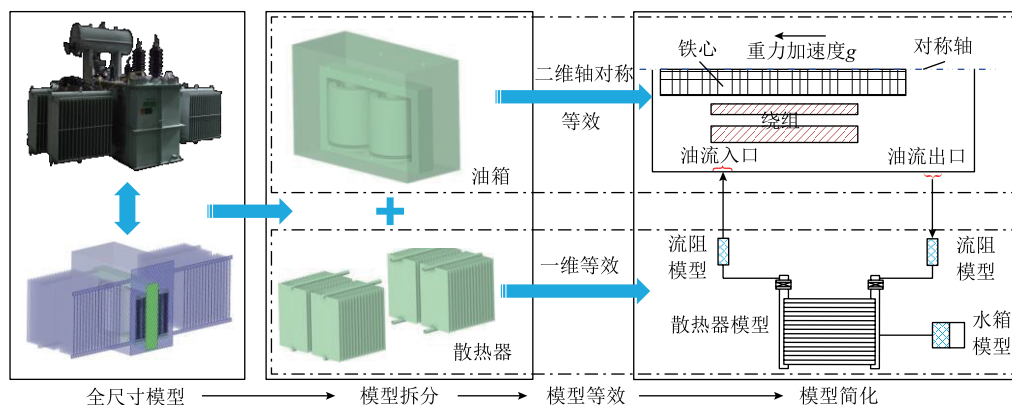 铁心
重力加速度g
对称轴
二维轴对称
等效
绕组
油流入口
油流出口
油箱
流阻
模型
流阻
模型
一维等效
散热器模型
水箱
模型
散热器
全尺寸模型
模型拆分
模型等效
模型简化